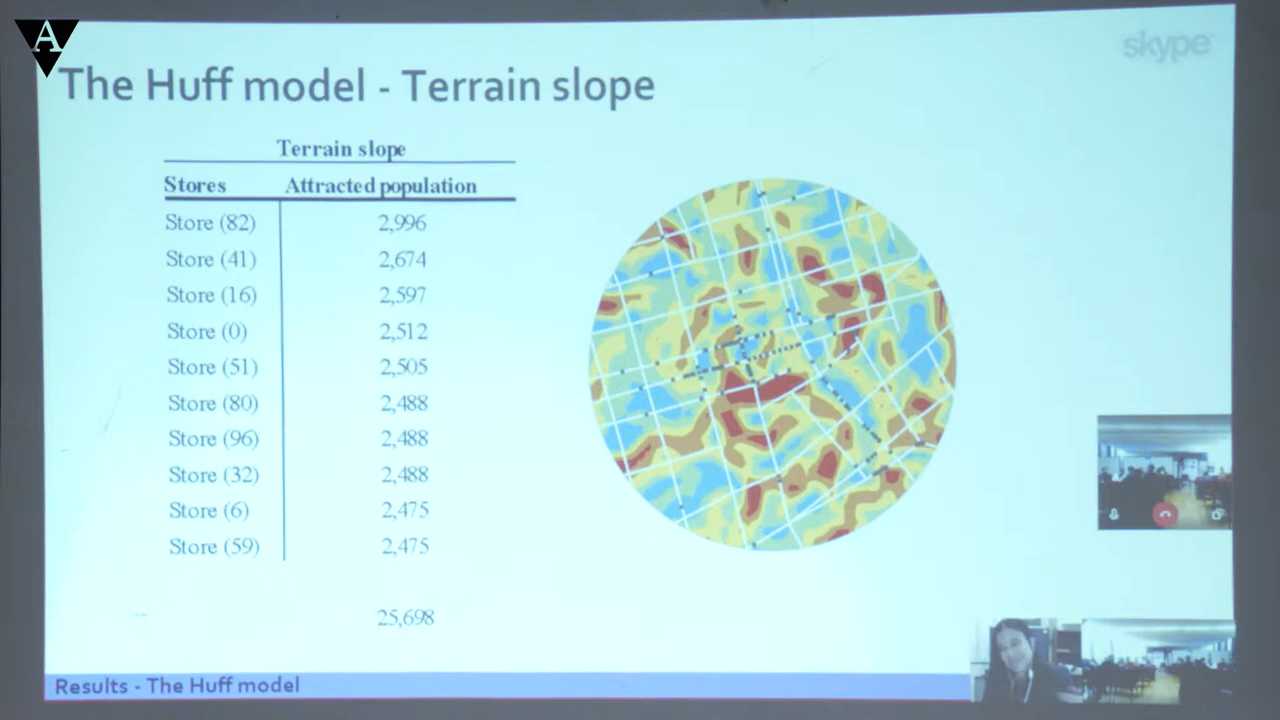 A
skype
The Huff model - Terrain slope
Terrain slope
Stores Attracted population
Store (82) 2,996
Store (41) 2,674
Store (16) 2,597
Store (0) 2,512
Store (51) 2,505
Store (80) 2,488
Store (96) 2,488
Store (32) 2,488
Store (6) 2,475
Store (59) 2,475
25,698
Results - The Huff model